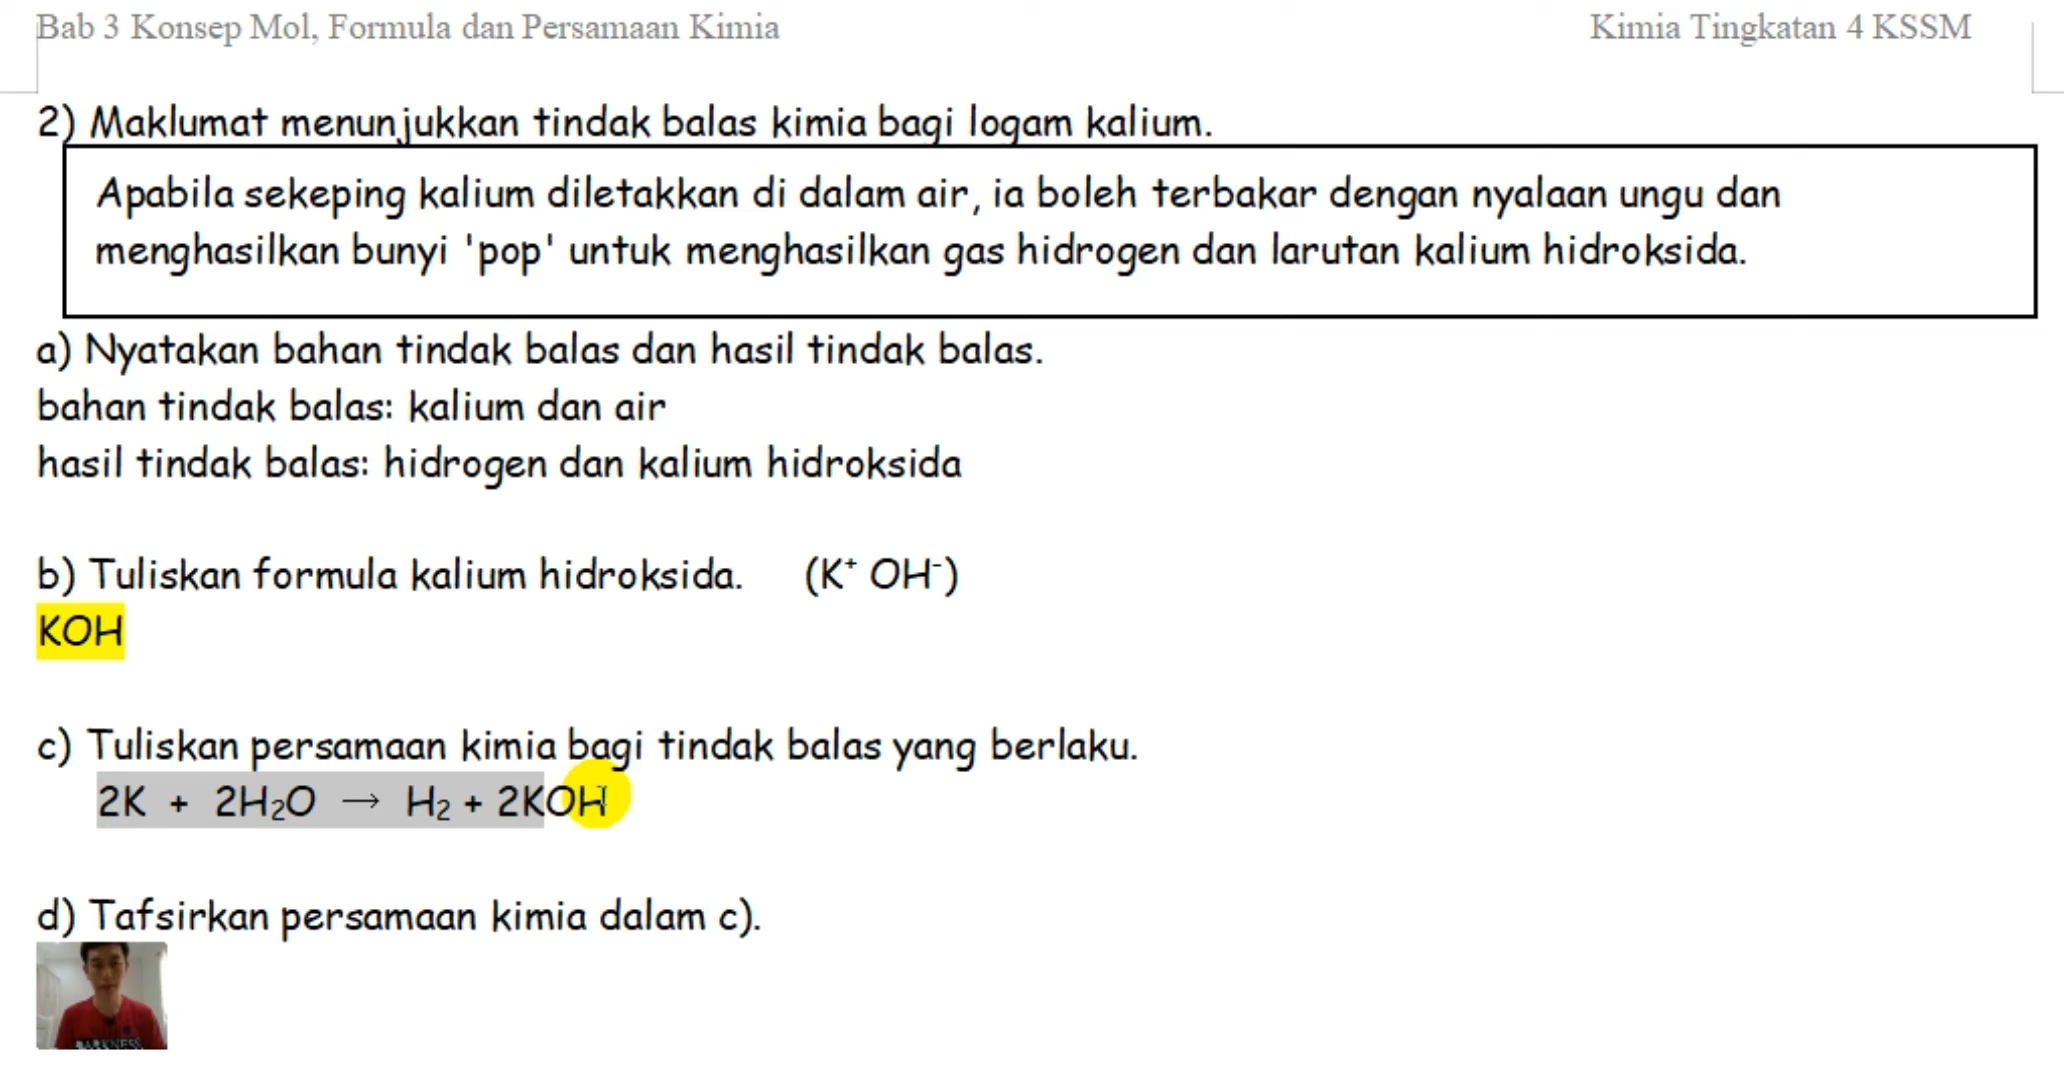 Bab 3 Konsep Mol, Formula dan Persamaan Kimia
Kimia Tingkatan 4 KSSM
2) Maklumat menunjukkan tindak balas kimia bagi logam kalium.
Apabila sekeping kalium diletakkan di dalam air, ia boleh terbakar dengan nyalaan ungu dan
menghasilkan bunyi 'pop' untuk menghasilkan gas hidrogen dan larutan kalium hidroksida.
a) Nyatakan bahan tindak balas dan hasil tindak balas.
bahan tindak balas: kalium dan air
hasil tindak balas: hidrogen dan kalium hidroksida
b) Tuliskan formula kalium hidroksida. (K⁺ OH⁻)
KOH
c) Tuliskan persamaan kimia bagi tindak balas yang berlaku.
2K + 2H₂O → H₂ + 2KOH
d) Tafsirkan persamaan kimia dalam c).
DARKNESS